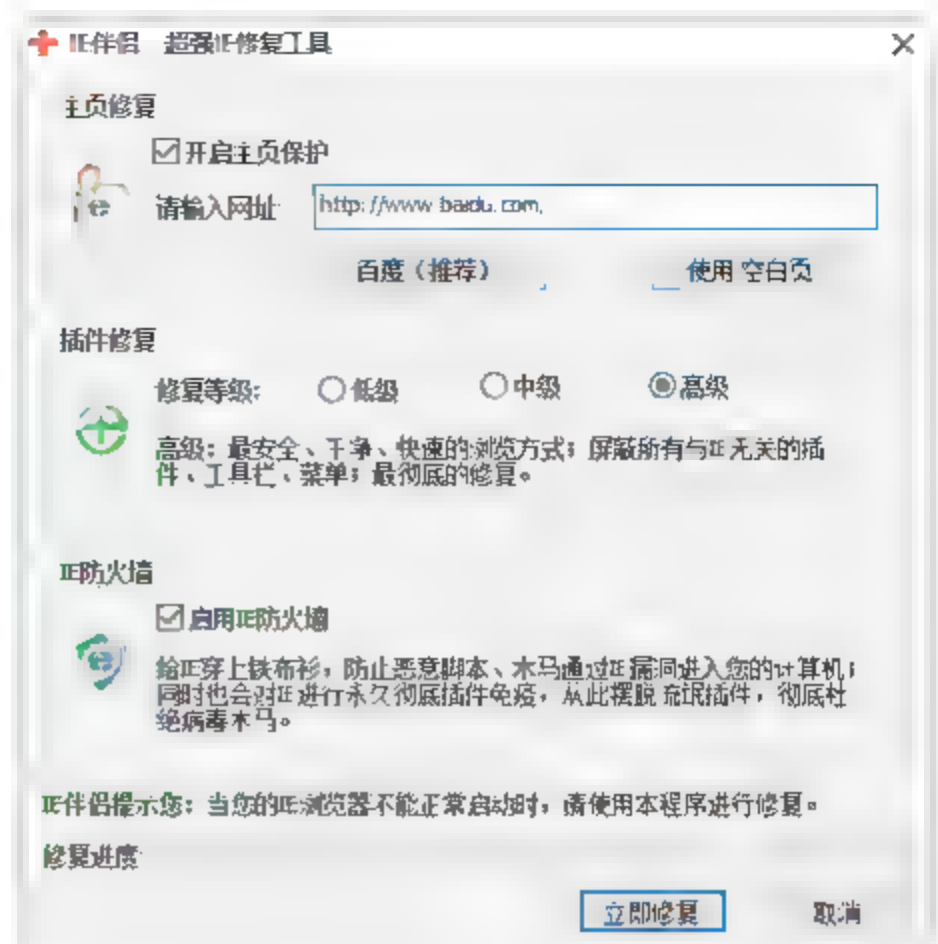 IE伴侣 超强IE修复工具
主页修复
开启主页保护
请输入网址
http://www.baidu.com,
百度（推荐）
使用 空白页
插件修复
修复等级: 低级 中级 高级
高级：最安全、干净、快速的浏览方式；屏蔽所有与IE无关的插
件、工具栏、菜单；最彻底的修复。
IE防火墙
启用IE防火墙
给IE穿上铁布衫，防止恶意脚本、木马通过IE漏洞进入您的计算机；
同时也会对IE进行永久彻底插件免疫，从此摆脱流氓插件，彻底杜
绝病毒木马。
IE伴侣提示您：当您的IE浏览器不能正常启动时，请使用本程序进行修复。
修复进度
立即修复
取消